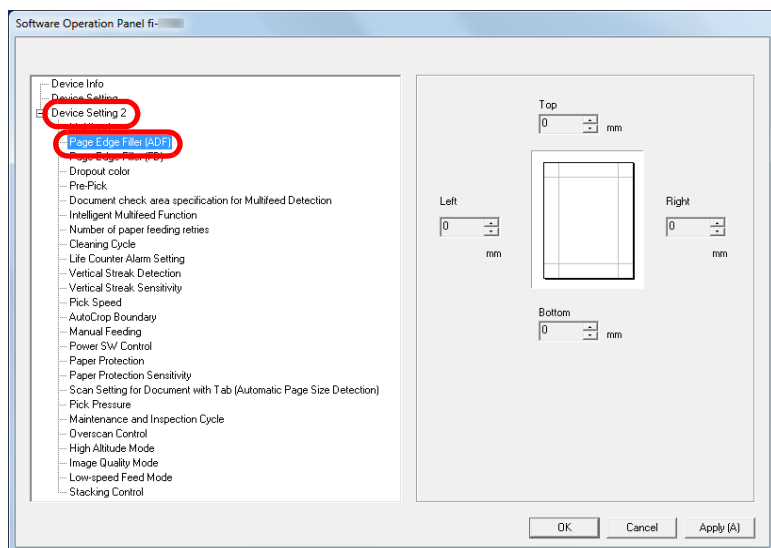 Software Operation Panel fi-
Device Info
Device Setting
Device Setting 2
Page Edge Filler (ADF)
Page Edge Filler (FB)
Dropout color
Pre-Pick
Document check area specification for Multifeed Detection
Intelligent Multifeed Function
Number of paper feeding retries
Cleaning Cycle
Life Counter Alarm Setting
Vertical Streak Detection
Vertical Streak Sensitivity
Pick Speed
AutoCrop Boundary
Manual Feeding
Power SW Control
Paper Protection
Paper Protection Sensitivity
Scan Setting for Document with Tab (Automatic Page Size Detection)
Pick Pressure
Maintenance and Inspection Cycle
Overscan Control
High Altitude Mode
Image Quality Mode
Low-speed Feed Mode
Stacking Control
Top
0 mm
Left
0
mm
Right
0
mm
Bottom
0 mm
OK Cancel Apply (A)